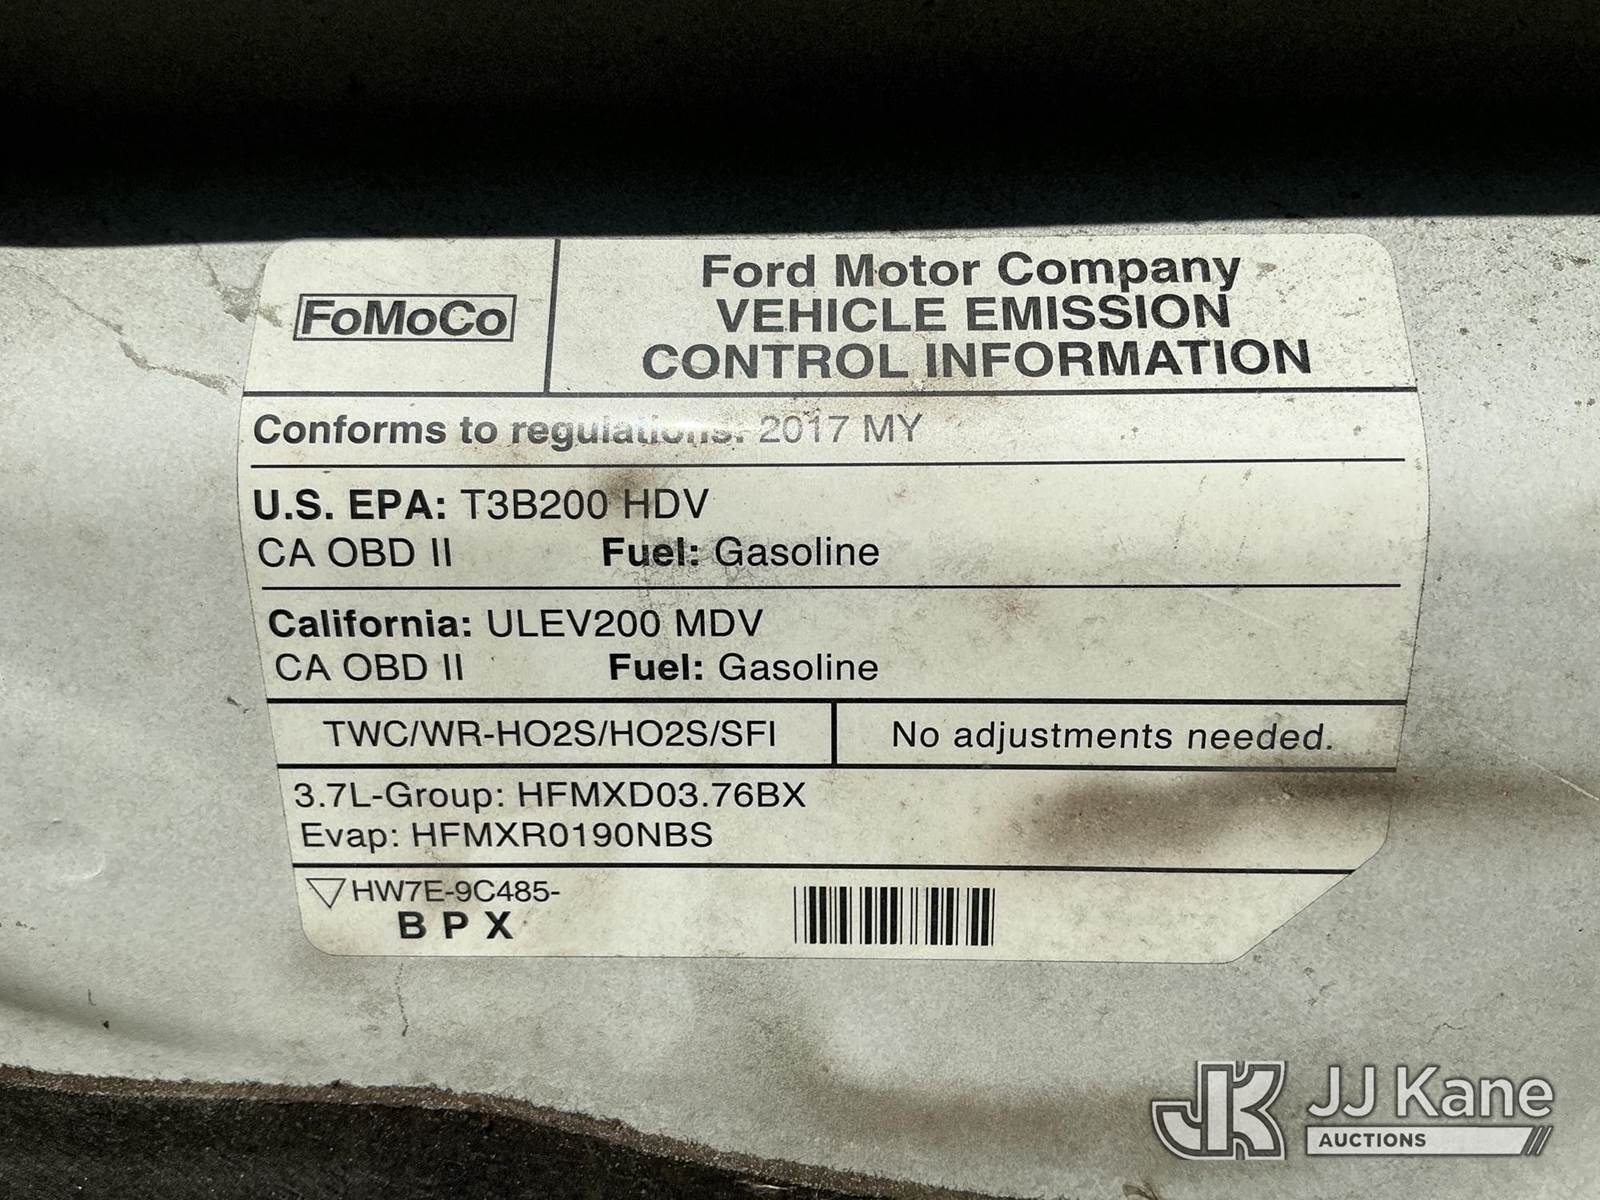 FoMoCo
Ford Motor Company
VEHICLE EMISSION
CONTROL INFORMATION
Conforms to regulations: 2017 MY
U.S. EPA: T3B200 HDV
CA OBD II Fuel: Gasoline
California: ULEV200 MDV
CA OBD II Fuel: Gasoline
TWC/WR-HO2S/HO2S/SFI No adjustments needed.
3.7L-Group: HFMXD03.76BX
Evap: HFMXR0190NBS
HW7E-9C485-
B P X
JK JJ Kane
AUCTIONS